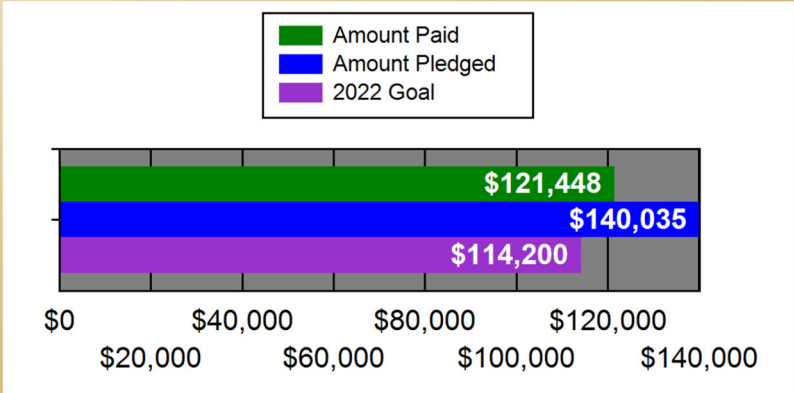 Amount Paid
Amount Pledged
2022 Goal
$121,448
$140,035
$114,200
$0 $40,000 $80,000 $120,000
$20,000 $60,000 $100,000 $140,000